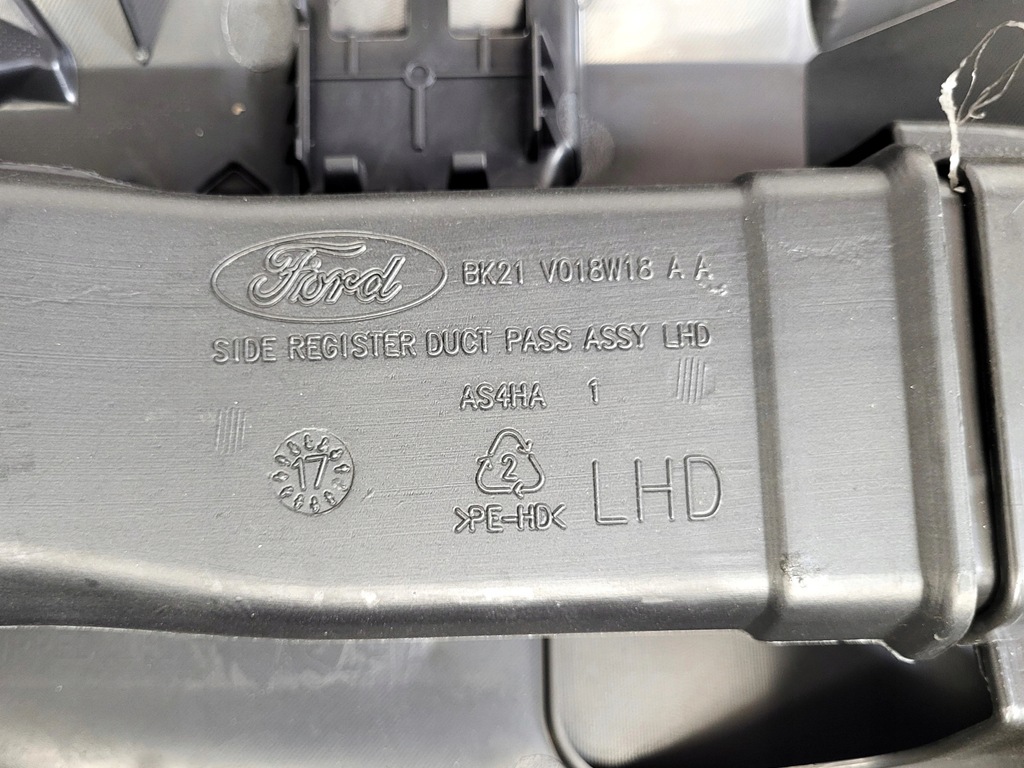 Ford BK21 V018W18 A A
SIDE REGISTER DUCT PASS ASSY LHD
AS4HA 1
17
2
>PE-HD<
LHD